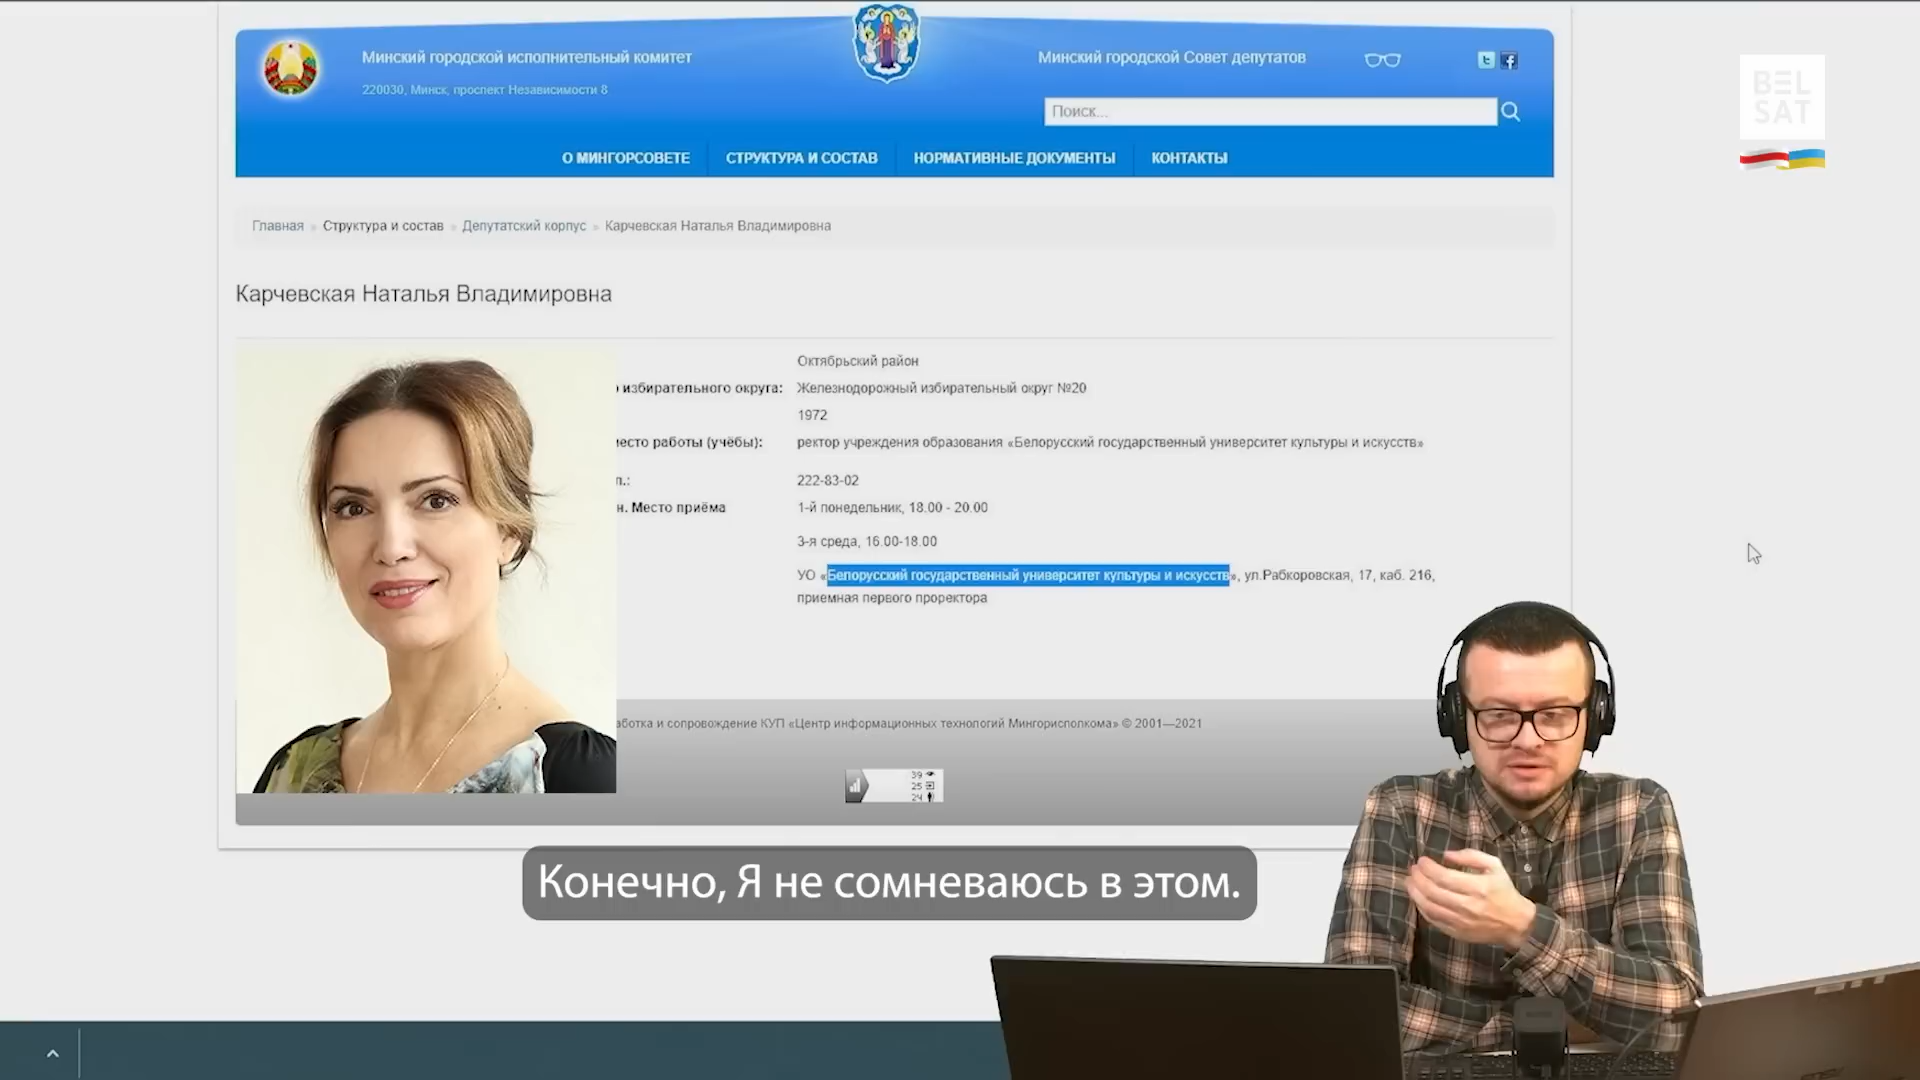 Минский городской исполнительный комитет
Минский городской Совет депутатов
220030, Минск, проспект Независимости 8
Поиск...
О МИНГОРСОВЕТЕ
СТРУКТУРА И СОСТАВ
НОРМАТИВНЫЕ ДОКУМЕНТЫ
КОНТАКТЫ
BEL
SAT
Главная » Структура и состав » Депутатский корпус » Карчевская Наталья Владимировна
Карчевская Наталья Владимировна
Октябрьский район
избирательного округа: Железнодорожный избирательный округ №20
1972
есто работы (учёбы): ректор учреждения образования «Белорусский государственный университет культуры и искусств»
п.: 222-83-02
н. Место приёма 1-й понедельник, 18.00 - 20.00
3-я среда, 16.00-18.00
УО «Белорусский государственный университет культуры и искусств», ул.Рабкоровская, 17, каб. 216,
приемная первого проректора
аботка и сопровождение КУП «Центр информационных технологий Мингорисполкома» © 2001—2021
39
25
24
Конечно, Я не сомневаюсь в этом.